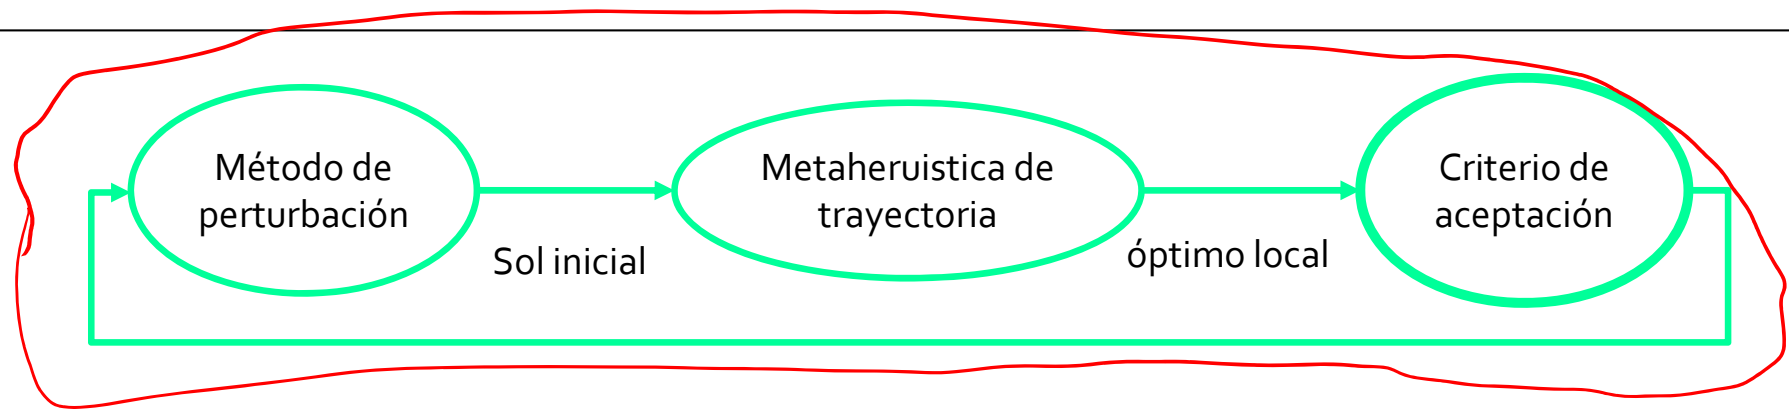 Método de
perturbación
Sol inicial
Metaheruistica de
trayectoria
óptimo local
Criterio de
aceptación